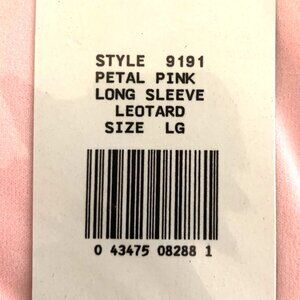 STYLE 9191
PETAL PINK
LONG SLEEVE
LEOTARD
SIZE LG
0 43475 08288 1